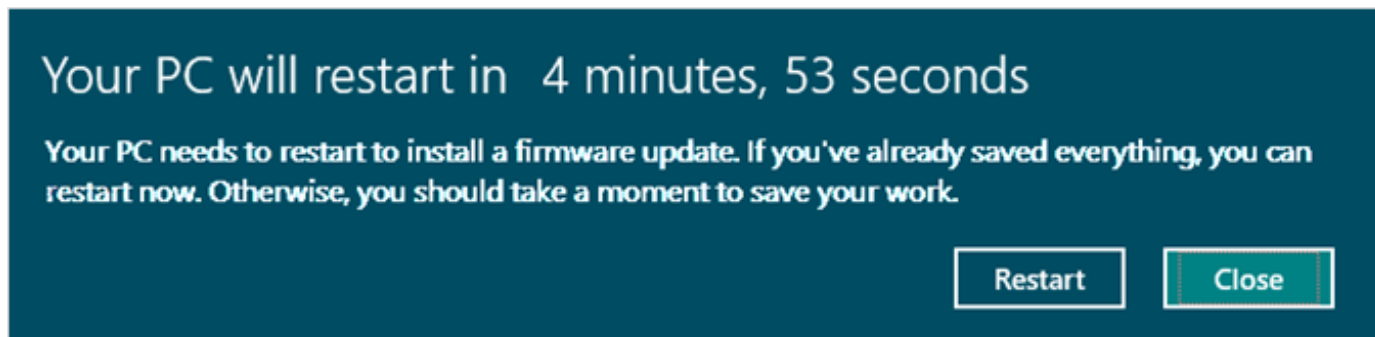 Your PC will restart in 4 minutes, 53 seconds
Your PC needs to restart to install a firmware update. If you've already saved everything, you can
restart now. Otherwise, you should take a moment to save your work.
Restart Close